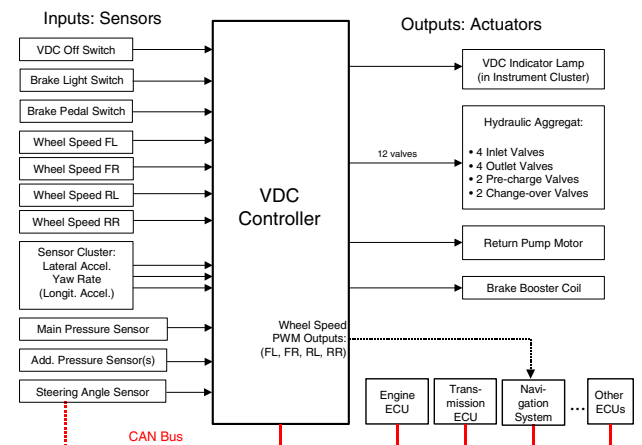 Inputs: Sensors
VDC Off Switch
Brake Light Switch
Brake Pedal Switch
Wheel Speed FL
Wheel Speed FR
Wheel Speed RL
Wheel Speed RR
Sensor Cluster:
Lateral Accel.
Yaw Rate
(Longit. Accel.)
Main Pressure Sensor
Add. Pressure Sensor(s)
Steering Angle Sensor
CAN Bus
VDC
Controller
Wheel Speed
PWM Outputs:
(FL, FR, RL, RR)
Outputs: Actuators
VDC Indicator Lamp
(in Instrument Cluster)
12 valves
Hydraulic Aggregat:
• 4 Inlet Valves
• 4 Outlet Valves
• 2 Pre-charge Valves
• 2 Change-over Valves
Return Pump Motor
Brake Booster Coil
Engine
ECU
Trans-
mission
ECU
Navi-
gation
System
...
Other
ECUs